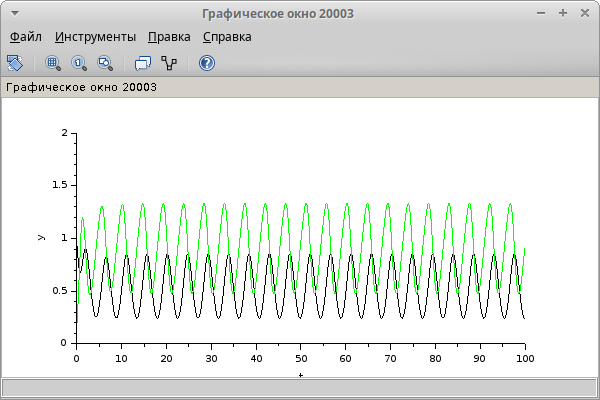 Графическое окно 20003
Файл Инструменты Правка Справка
Графическое окно 20003
2
1.5
1
y
0.5
0
0 10 20 30 40 50 60 70 80 90 100
t